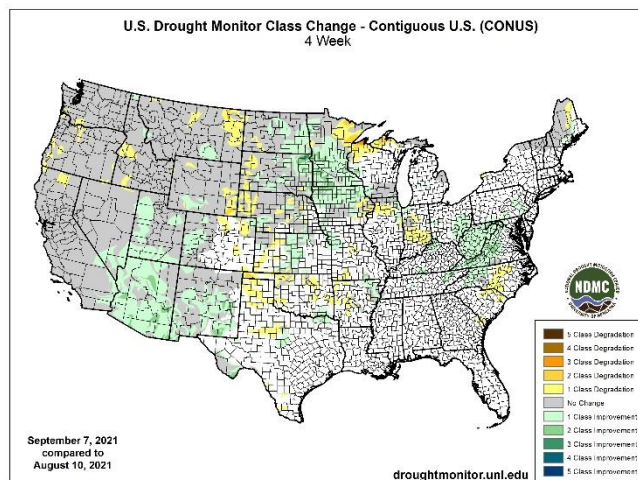 U.S. Drought Monitor Class Change - Contiguous U.S. (CONUS)
4 Week
NDMC
5 Class Degradation
4 Class Degradation
3 Class Degradation
2 Class Degradation
1 Class Degradation
No Change
1 Class Improvement
2 Class Improvement
3 Class Improvement
4 Class Improvement
5 Class Improvement
September 7, 2021
compared to
August 10, 2021
droughtmonitor.unl.edu